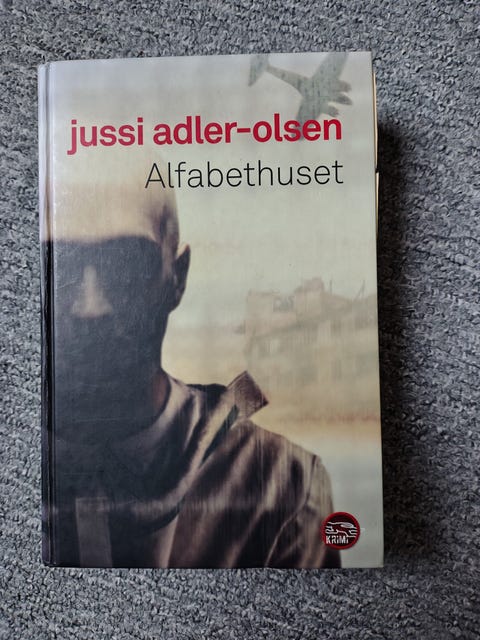 jussi adler-olsen
Alfabethuset
KRIMI